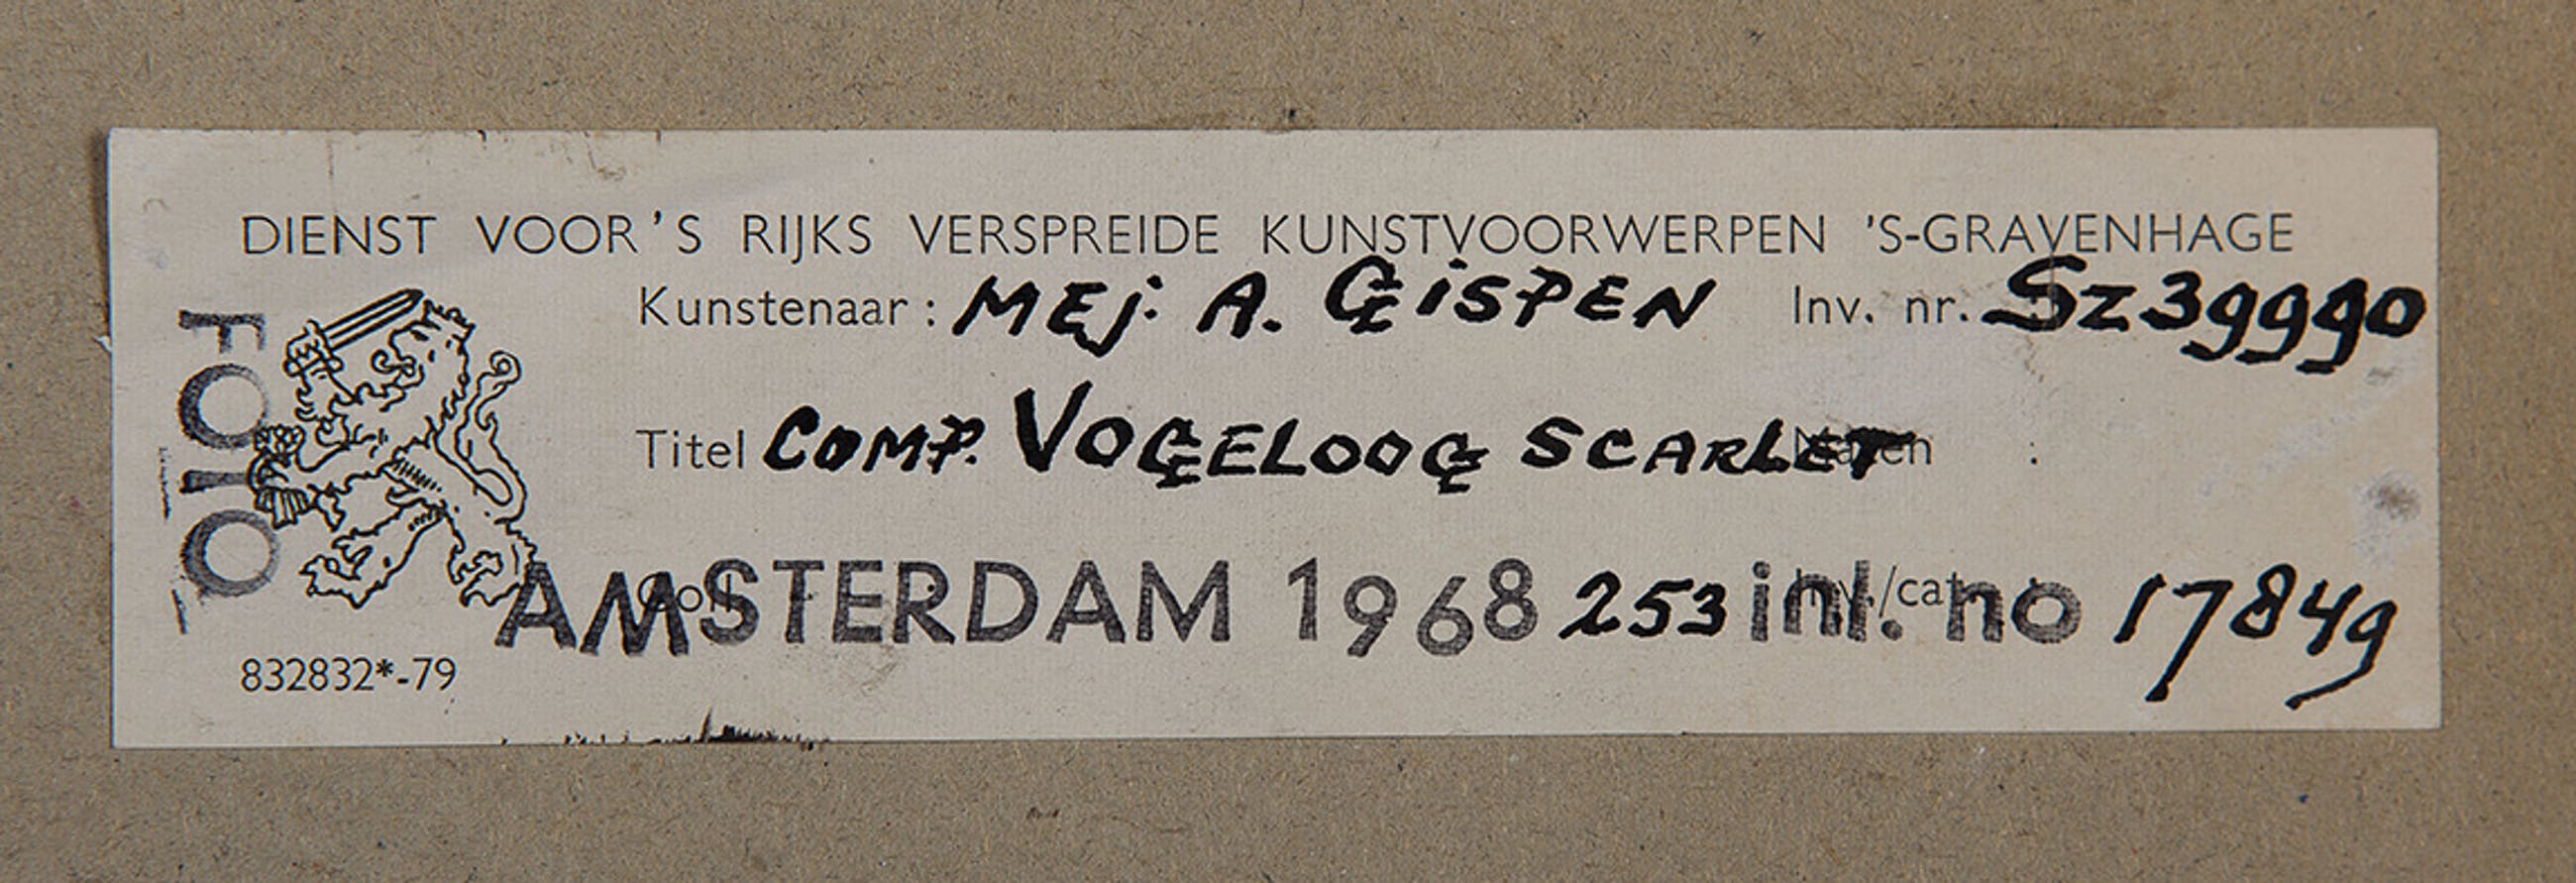 DIENST VOOR 'S RIJKS VERSPREIDE KUNSTVOORWERPEN 'S-GRAVENHAGE
Kunstenaar: MEJ. A. GISPEN Inv. nr. SZ39990
FOTO
Titel COMP. VOGELOOG SCARLET Maten :
AMSTERDAM 1968 253 inl. no 17849
832832*-79